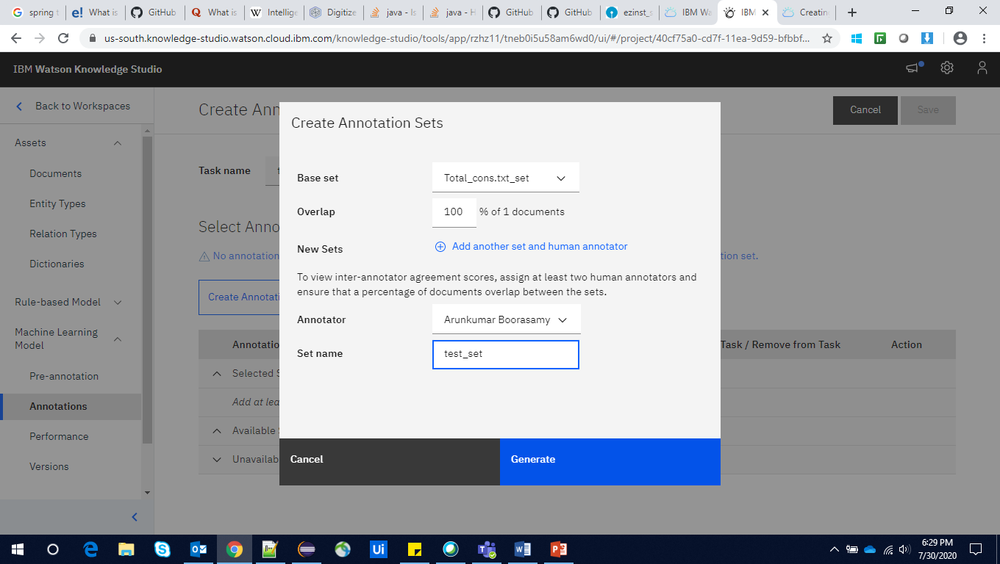 spring t
What is
GitHub
What is
Intellige
Digitize
java - Is
java - H
GitHub
GitHub
ezinst_s
IBM Wa
IBM
Creatin
us-south.knowledge-studio.watson.cloud.ibm.com/knowledge-studio/tools/app/rzhz11/tneb0i5u58am6wd0/ui/#/project/40cf75a0-cd7f-11ea-9d59-bfbbf...
IBM Watson Knowledge Studio
Back to Workspaces
Assets
Documents
Entity Types
Relation Types
Dictionaries
Rule-based Model
Machine Learning
Model
Pre-annotation
Annotations
Performance
Versions
Create Ann
Cancel
Save
Task name
Select Anno
No annotation
tion set.
Create Annotati
Annotatio
Task / Remove from Task
Action
Selected S
Add at lea
Available
Unavailab
Create Annotation Sets
Base set
Total_cons.txt_set
Overlap
100 % of 1 documents
New Sets
Add another set and human annotator
To view inter-annotator agreement scores, assign at least two human annotators and
ensure that a percentage of documents overlap between the sets.
Annotator
Arunkumar Boorasamy
Set name
test_set
Cancel
Generate
Ui
6:29 PM
7/30/2020